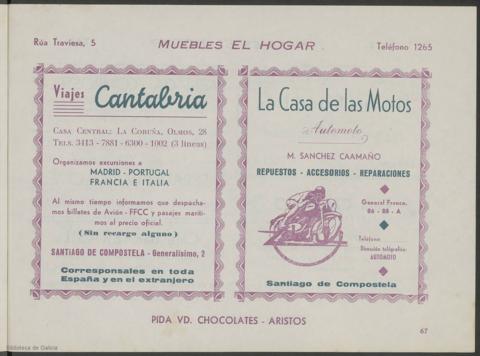 Rúa Traviesa, 5
MUEBLES EL HOGAR
Teléfono 1265
Viajes Cantabria
CASA CENTRAL: LA CORUÑA, OLMOS, 28
TELS. 3413 - 7881 - 6300 - 1002 (3 líneas)
Organizamos excursiones a
MADRID - PORTUGAL
FRANCIA E ITALIA
Al mismo tiempo informamos que despacha-
mos billetes de Avión - FFCC y pasajes maríti-
mos al precio oficial.
(Sin recargo alguno)
SANTIAGO DE COMPOSTELA - Generalísimo, 2
Corresponsales en toda
España y en el extranjero
La Casa de las Motos
Automoto
M. SANCHEZ CAAMAÑO
REPUESTOS - ACCESORIOS - REPARACIONES
General Franco,
86 - 88 - A
Teléfono
Dirección telegráfica:
AUTOMOTO
Santiago de Compostela
PIDA VD. CHOCOLATES - ARISTOS
67
Biblioteca de Galicia